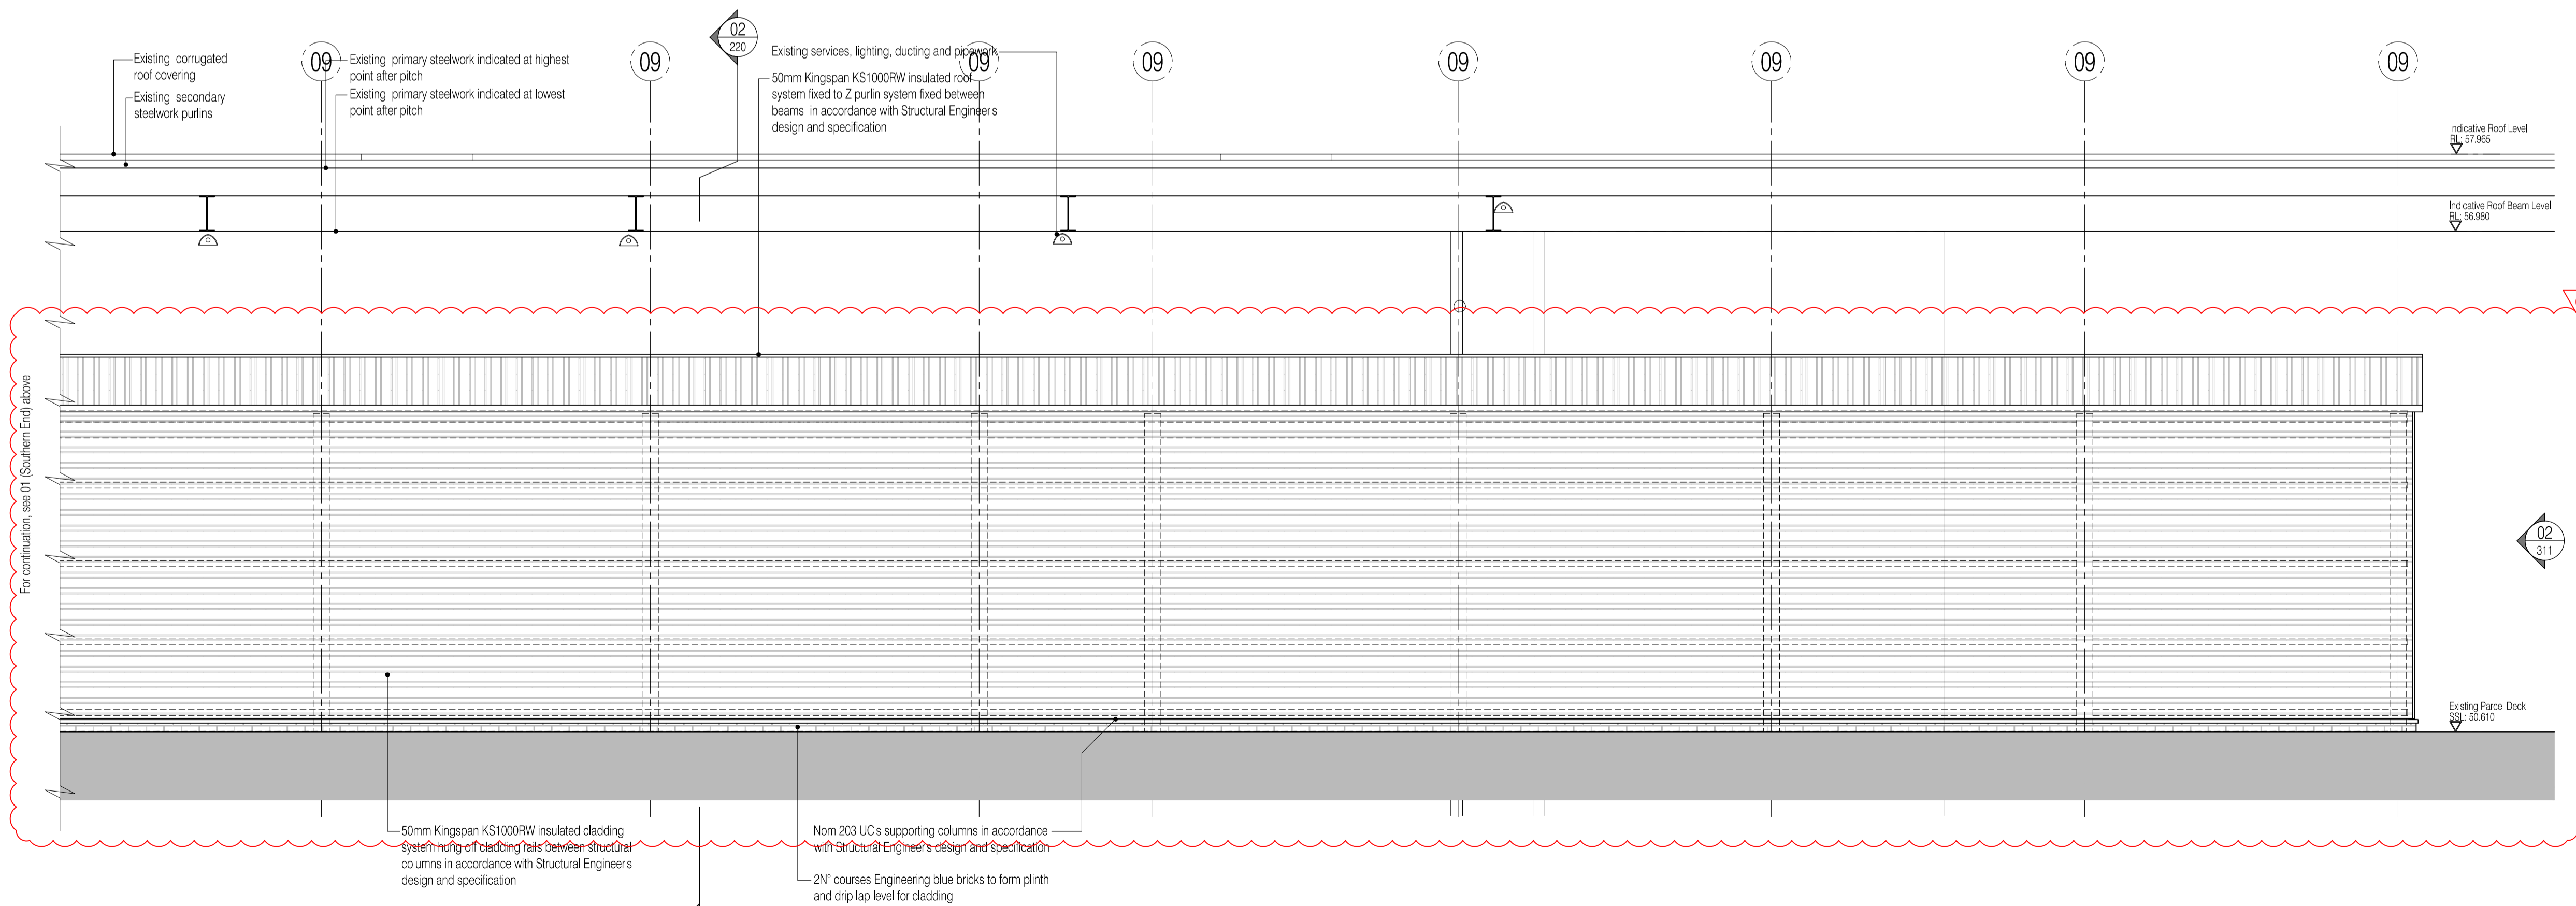 02
220
09
09
09
09
09
09
09
09
Existing corrugated
roof covering
Existing secondary
steelwork purlins
Existing primary steelwork indicated at highest
point after pitch
Existing primary steelwork indicated at lowest
point after pitch
Existing services, lighting, ducting and pipework
50mm Kingspan KS1000RW insulated roof
system fixed to Z purlin system fixed between
beams in accordance with Structural Engineer's
design and specification
Indicative Roof Level
RL: 57.965
Indicative Roof Beam Level
RL: 56.980
For continuation, see 01 (Southern End) above
02
311
Existing Parcel Deck
SSL: 50.610
50mm Kingspan KS1000RW insulated cladding
system hung off cladding rails between structural
columns in accordance with Structural Engineer's
design and specification
Nom 203 UC's supporting columns in accordance
with Structural Engineer's design and specification
2N° courses Engineering blue bricks to form plinth
and drip lap level for cladding